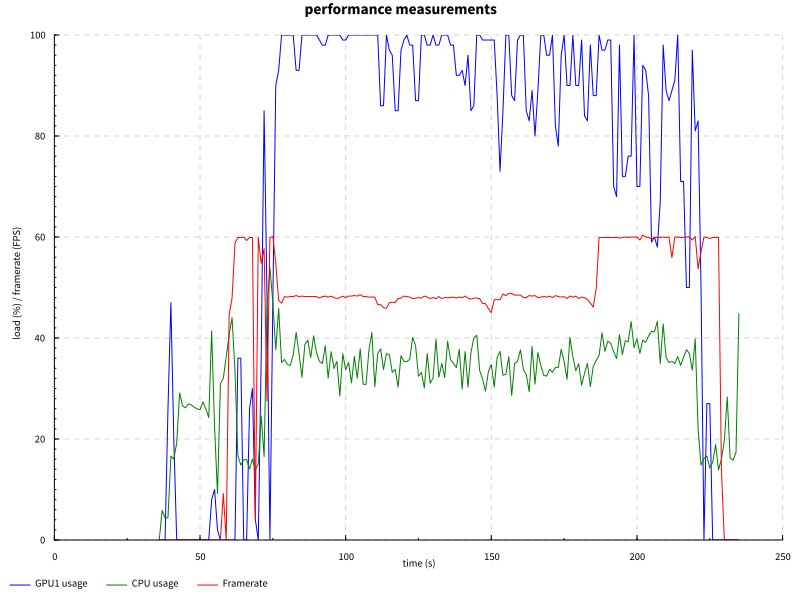 performance measurements
load (%) / framerate (FPS)
100
80
60
40
20
0
0 50 100 150 200 250
time (s)
GPU1 usage CPU usage Framerate